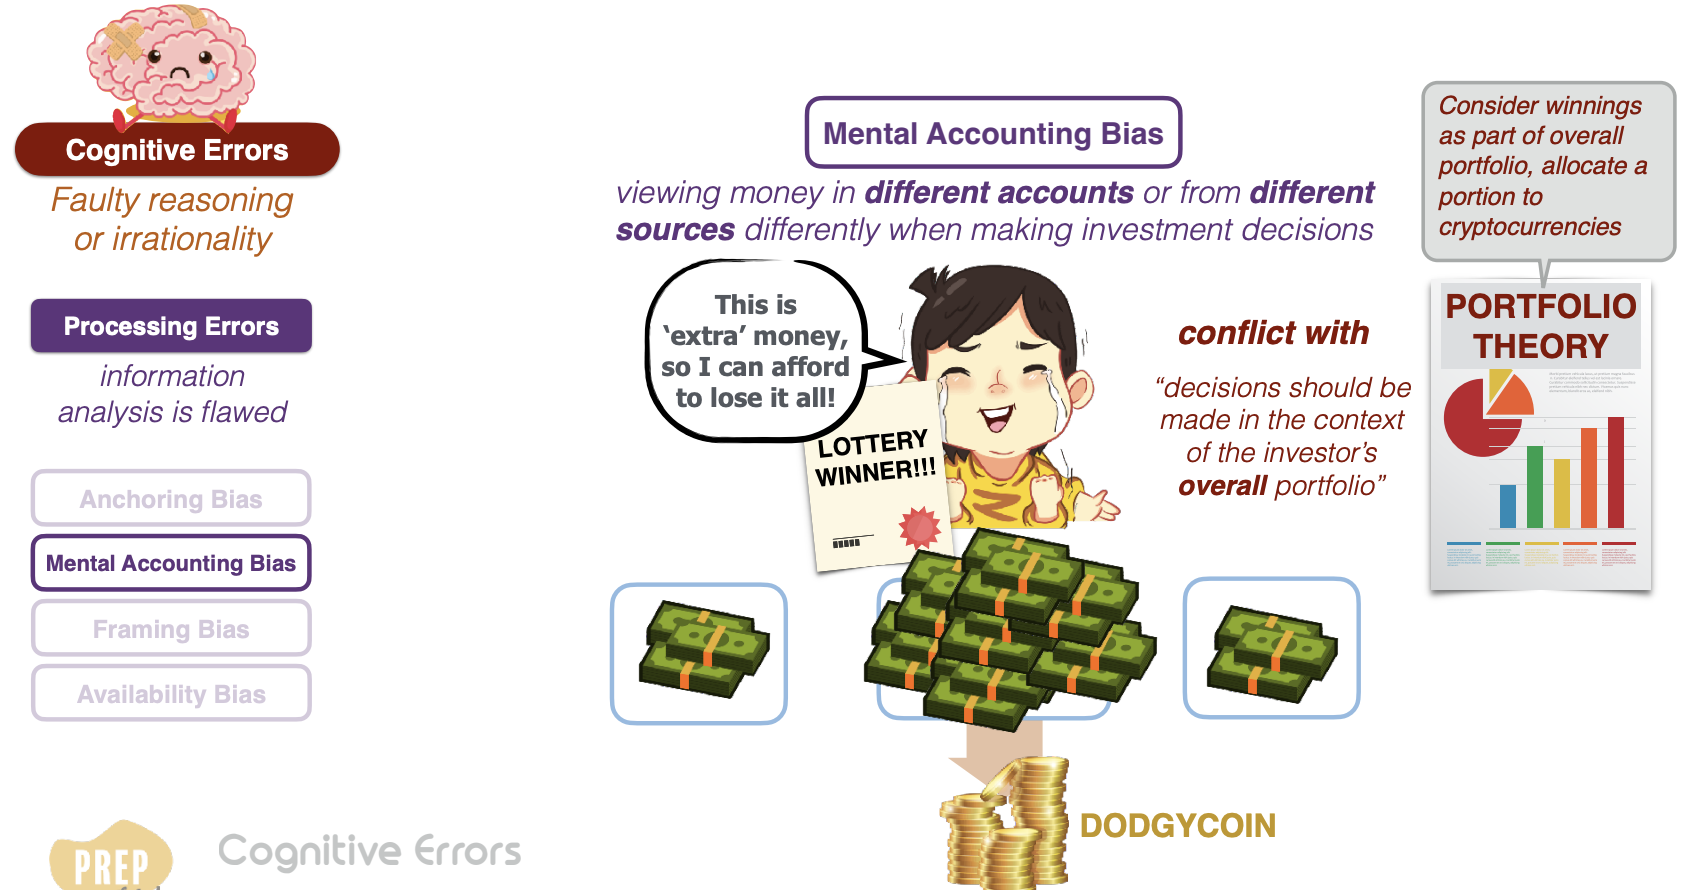 Cognitive Errors
Faulty reasoning
or irrationality
Processing Errors
information
analysis is flawed
Anchoring Bias
Mental Accounting Bias
Framing Bias
Availability Bias
PREP
Cognitive Errors
Mental Accounting Bias
viewing money in different accounts or from different
sources differently when making investment decisions
This is
‘extra’ money,
so I can afford
to lose it all!
LOTTERY
WINNER!!!
conflict with
“decisions should be
made in the context
of the investor’s
overall portfolio”
Consider winnings
as part of overall
portfolio, allocate a
portion to
cryptocurrencies
PORTFOLIO
THEORY
DODGYCOIN